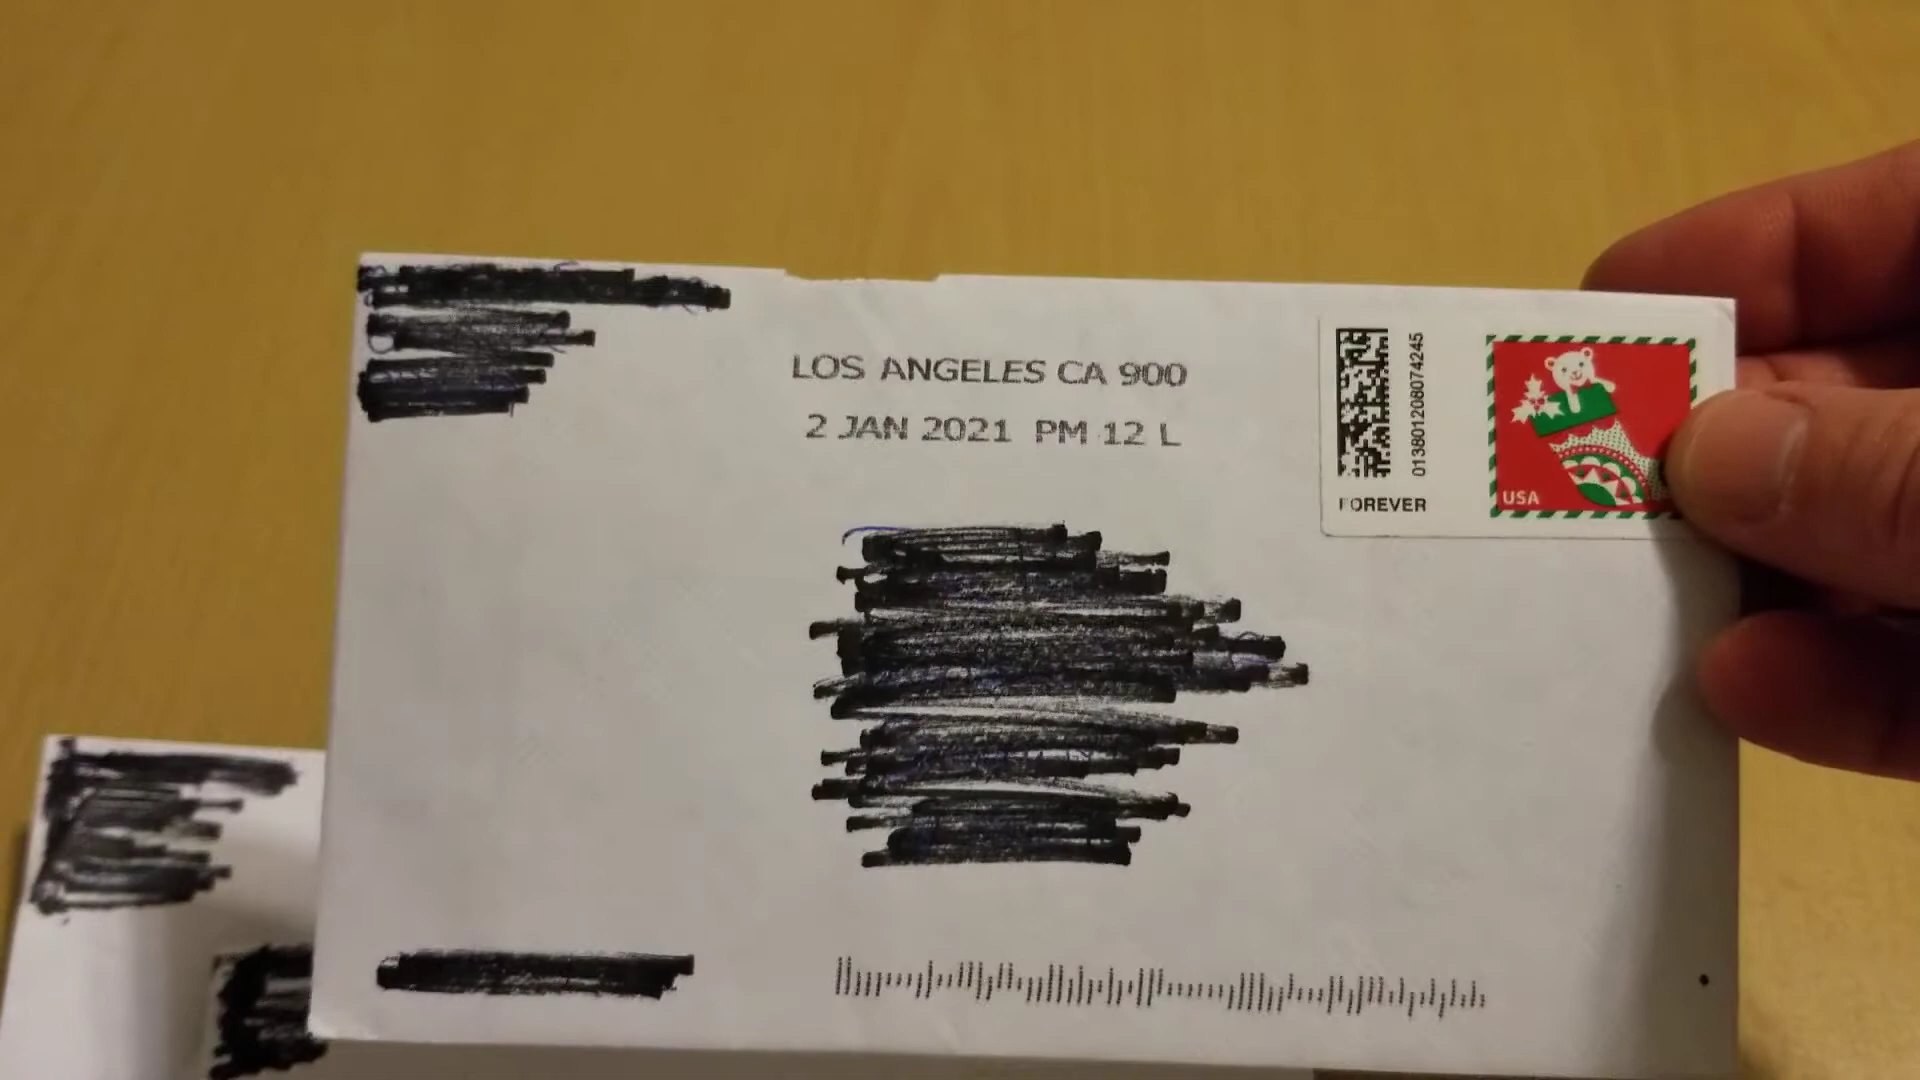 LOS ANGELES CA 900
2 JAN 2021 PM 12 L
013801208074245
FOREVER
USA